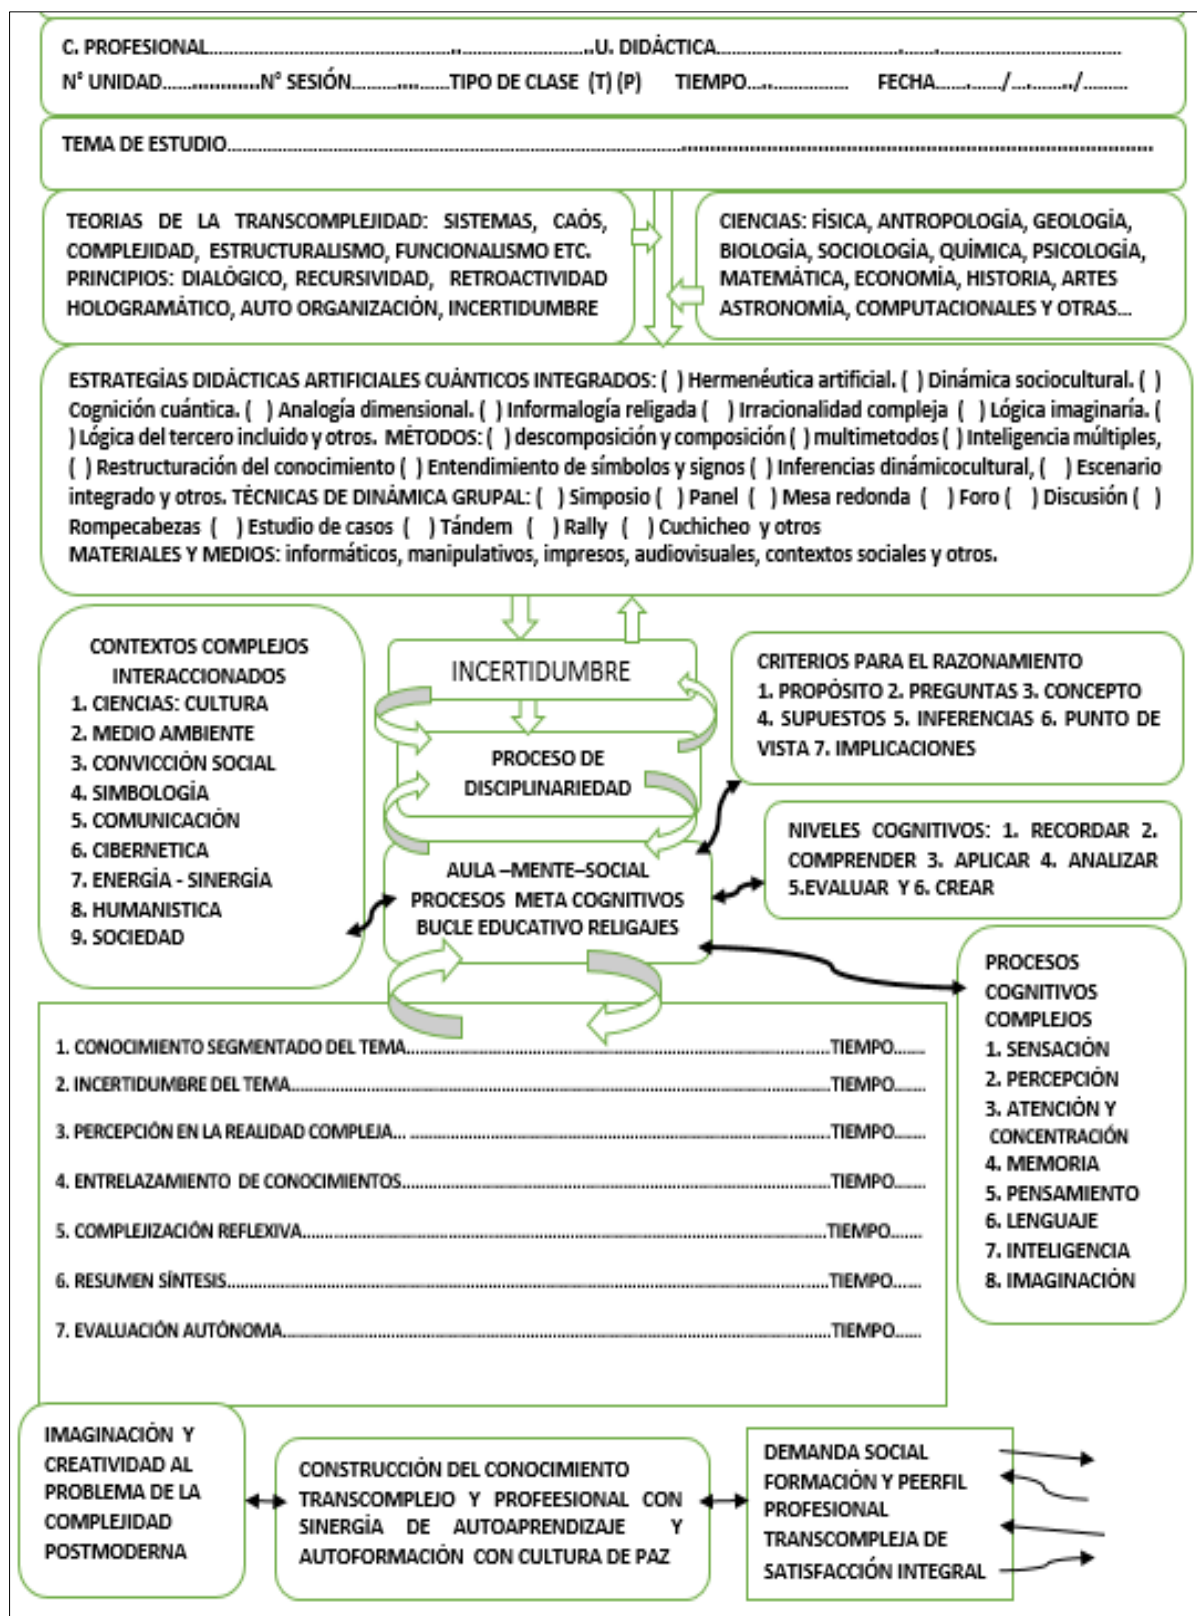 C. PROFESIONAL.......................................................................U. DIDÁCTICA..........................................................................
N° UNIDAD....................N° SESIÓN....................TIPO DE CLASE (T) (P) TIEMPO..................... FECHA............/............/.........
TEMA DE ESTUDIO..................................................................................................................................................
TEORIAS DE LA TRANSCOMPLEJIDAD: SISTEMAS, CAÓS,
COMPLEJIDAD, ESTRUCTURALISMO, FUNCIONALISMO ETC.
PRINCIPIOS: DIALÓGICO, RECURSIVIDAD, RETROACTIVIDAD
HOLOGRAMÁTICO, AUTO ORGANIZACIÓN, INCERTIDUMBRE
CIENCIAS: FÍSICA, ANTROPOLOGÍA, GEOLOGÍA,
BIOLOGÍA, SOCIOLOGÍA, QUÍMICA, PSICOLOGÍA,
MATEMÁTICA, ECONOMÍA, HISTORIA, ARTES
ASTRONOMÍA, COMPUTACIONALES Y OTRAS...
ESTRATEGÍAS DIDÁCTICAS ARTIFICIALES CUÁNTICOS INTEGRADOS: ( ) Hermenéutica artificial. ( ) Dinámica sociocultural. ( )
Cognición cuántica. ( ) Analogía dimensional. ( ) Informalogía religada ( ) Irracionalidad compleja ( ) Lógica imaginaría. (
) Lógica del tercero incluido y otros. MÉTODOS: ( ) descomposición y composición ( ) multimetodos ( ) Inteligencia múltiples,
( ) Restructuración del conocimiento ( ) Entendimiento de símbolos y signos ( ) Inferencias dinámicocultural, ( ) Escenario
integrado y otros. TÉCNICAS DE DINÁMICA GRUPAL: ( ) Simposio ( ) Panel ( ) Mesa redonda ( ) Foro ( ) Discusión ( )
Rompecabezas ( ) Estudio de casos ( ) Tándem ( ) Rally ( ) Cuchicheo y otros
MATERIALES Y MEDIOS: informáticos, manipulativos, impresos, audiovisuales, contextos sociales y otros.
CONTEXTOS COMPLEJOS
INTERACCIONADOS
1. CIENCIAS: CULTURA
2. MEDIO AMBIENTE
3. CONVICCIÓN SOCIAL
4. SIMBOLOGÍA
5. COMUNICACIÓN
6. CIBERNETICA
7. ENERGÍA - SINERGÍA
8. HUMANISTICA
9. SOCIEDAD
INCERTIDUMBRE
PROCESO DE
DISCIPLINARIEDAD
AULA –MENTE–SOCIAL
PROCESOS META COGNITIVOS
BUCLE EDUCATIVO RELIGAJES
CRITERIOS PARA EL RAZONAMIENTO
1. PROPÓSITO 2. PREGUNTAS 3. CONCEPTO
4. SUPUESTOS 5. INFERENCIAS 6. PUNTO DE
VISTA 7. IMPLICACIONES
NIVELES COGNITIVOS: 1. RECORDAR 2.
COMPRENDER 3. APLICAR 4. ANALIZAR
5.EVALUAR Y 6. CREAR
PROCESOS
COGNITIVOS
COMPLEJOS
1. SENSACIÓN
2. PERCEPCIÓN
3. ATENCIÓN Y
CONCENTRACIÓN
4. MEMORIA
5. PENSAMIENTO
6. LENGUAJE
7. INTELIGENCIA
8. IMAGINACIÓN
1. CONOCIMIENTO SEGMENTADO DEL TEMA..............................................................TIEMPO.......
2. INCERTIDUMBRE DEL TEMA..............................................................TIEMPO.......
3. PERCEPCIÓN EN LA REALIDAD COMPLEJA... ..............................................................TIEMPO.......
4. ENTRELAZAMIENTO DE CONOCIMIENTOS..............................................................TIEMPO.......
5. COMPLEJIZACIÓN REFLEXIVA..............................................................TIEMPO.......
6. RESUMEN SÍNTESIS..............................................................TIEMPO......
7. EVALUACIÓN AUTÓNOMA..............................................................TIEMPO......
IMAGINACIÓN Y
CREATIVIDAD AL
PROBLEMA DE LA
COMPLEJIDAD
POSTMODERNA
CONSTRUCCIÓN DEL CONOCIMIENTO
TRANSCOMPLEJO Y PROFEESIONAL CON
SINERGÍA DE AUTOAPRENDIZAJE Y
AUTOFORMACIÓN CON CULTURA DE PAZ
DEMANDA SOCIAL
FORMACIÓN Y PEERFIL
PROFESIONAL
TRANSCOMPLEJA DE
SATISFACCIÓN INTEGRAL